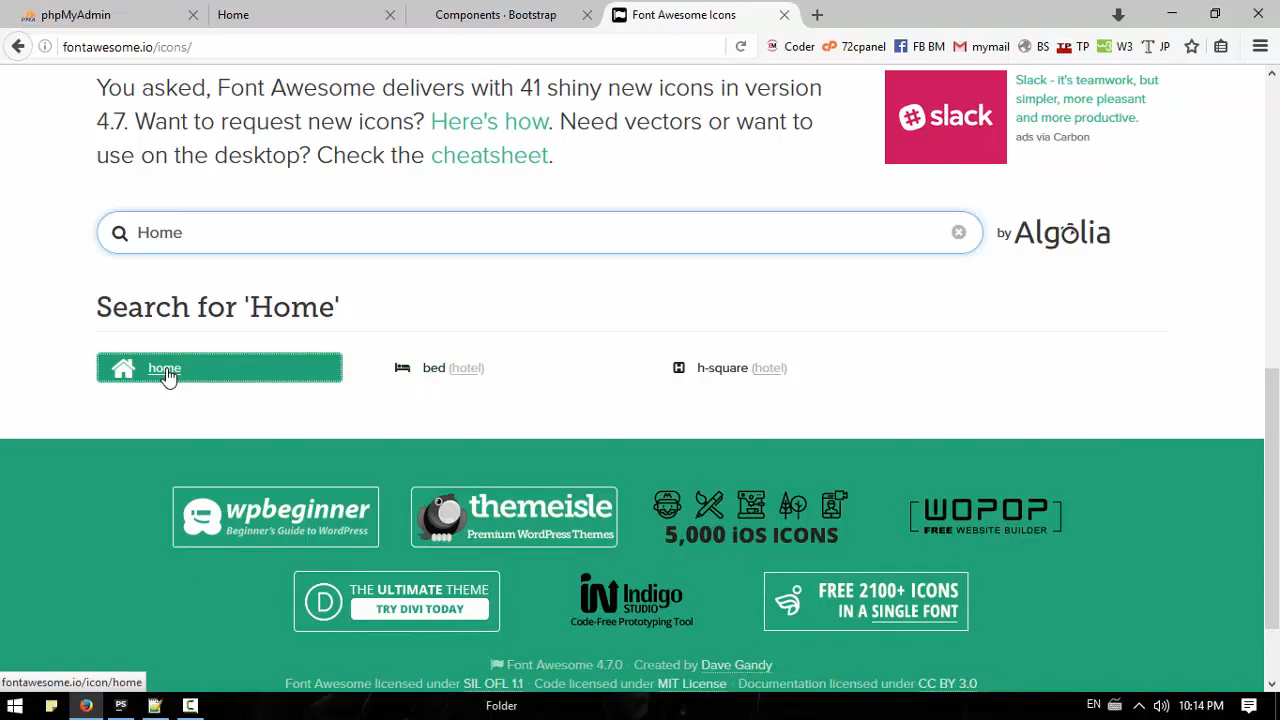 phpMyAdmin
Home
Components · Bootstrap
Font Awesome Icons
fontawesome.io/icons/
Coder
72cpanel
FB BM
mymail
BS
TP
W3
JP
You asked, Font Awesome delivers with 41 shiny new icons in version
4.7. Want to request new icons? Here's how. Need vectors or want to
use on the desktop? Check the cheatsheet.
slack
Slack - it's teamwork, but
simpler, more pleasant
and more productive.
ads via Carbon
Home
by Algolia
Search for 'Home'
home
bed (hotel)
h-square (hotel)
wpbeginner
Beginner's Guide to WordPress
themeisle
Premium WordPress Themes
5,000 iOS ICONS
WOPOP
FREE WEBSITE BUILDER
THE ULTIMATE THEME
TRY DIVI TODAY
in Indigo
STUDIO
Code-Free Prototyping Tool
FREE 2100+ ICONS
IN A SINGLE FONT
Font Awesome 4.7.0 · Created by Dave Gandy
Font Awesome licensed under SIL OFL 1.1 · Code licensed under MIT License · Documentation licensed under CC BY 3.0
fontawesome.io/icon/home
Folder
EN
10:14 PM